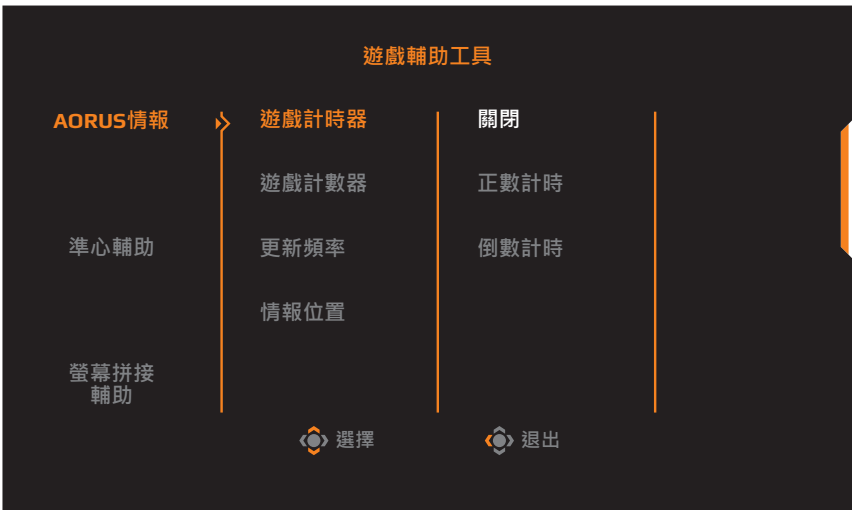 遊戲輔助工具
AORUS情報
遊戲計時器
關閉
遊戲計數器
正數計時
準心輔助
更新頻率
倒數計時
情報位置
螢幕拼接
輔助
選擇
退出